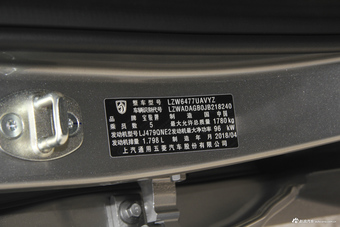 整车型号 LZW6477UAVYZ
车辆识别代号 LZWADAGB0JB218240
品牌 宝骏牌 制造国 中国
乘员数 5 最大允许总质量 1780 kg
发动机型号 LJ479QNE2 发动机最大净功率 96 kW
发动机排量 1.798 L 制造年月 2018/04
上汽通用五菱汽车股份有限公司